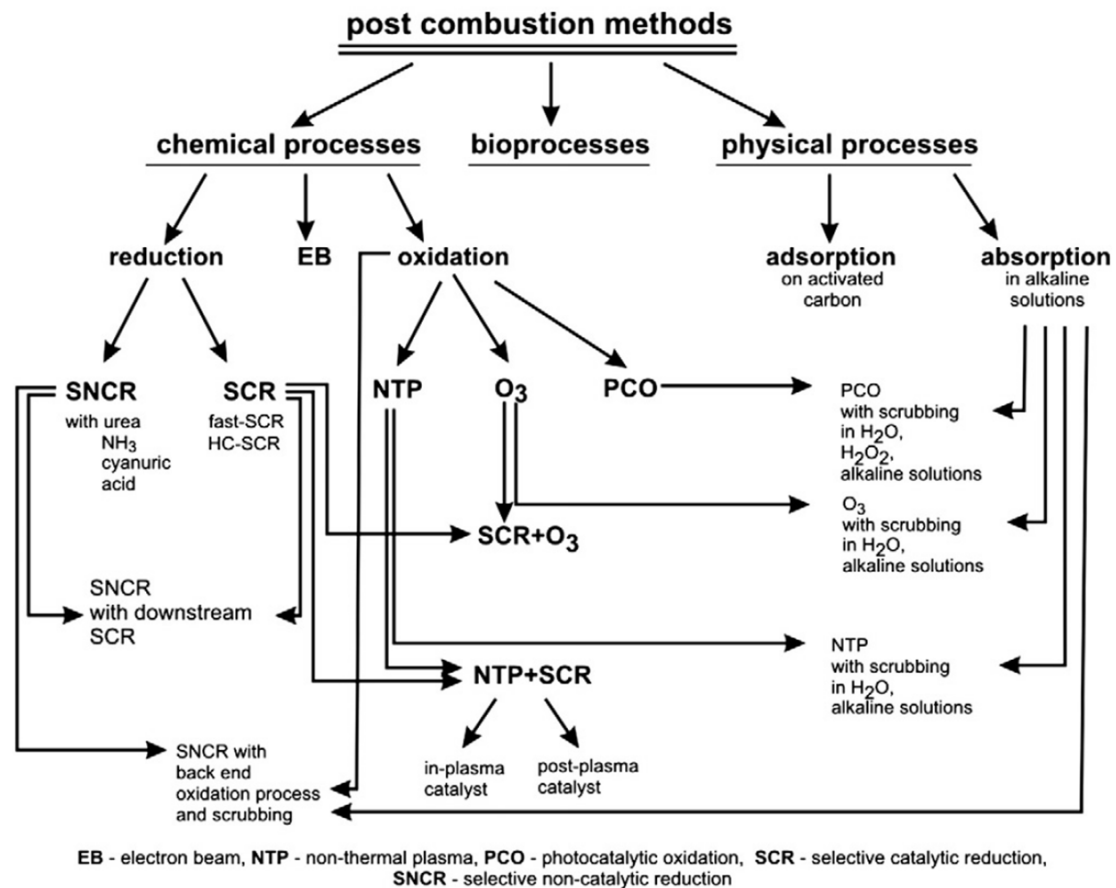 post combustion methods
chemical processes
bioprocesses
physical processes
reduction
EB
oxidation
adsorption
on activated
carbon
absorption
in alkaline
solutions
SNCR
with urea
NH3
cyanuric
acid
SCR
fast-SCR
HC-SCR
NTP
O3
PCO
PCO
with scrubbing
in H2O,
H2O2,
alkaline solutions
O3
with scrubbing
in H2O,
alkaline solutions
SCR+O3
SNCR
with downstream
SCR
NTP
with scrubbing
in H2O,
alkaline solutions
NTP+SCR
in-plasma
catalyst
post-plasma
catalyst
SNCR with
back end
oxidation process
and scrubbing
EB - electron beam, NTP - non-thermal plasma, PCO - photocatalytic oxidation, SCR - selective catalytic reduction,
SNCR - selective non-catalytic reduction